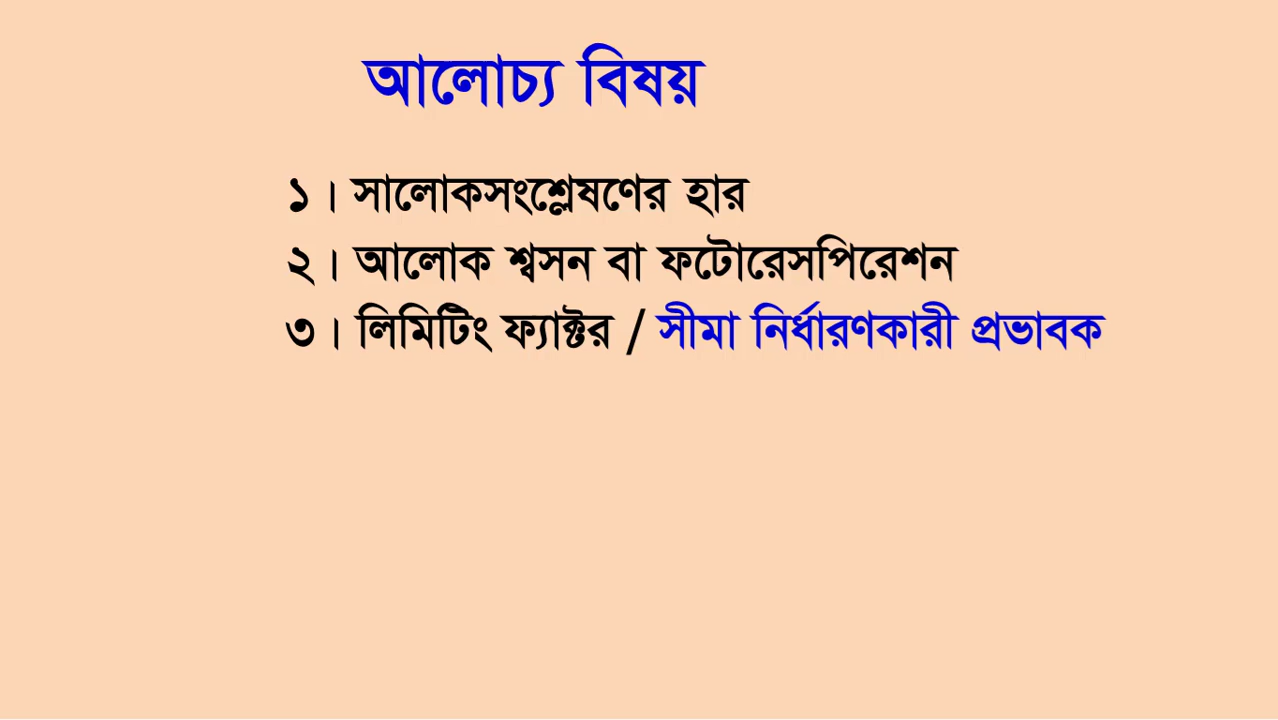 আলোচ্য বিষয়
১। সালোকসংশ্লেষণের হার
২। আলোক শ্বসন বা ফটোরেসপিরেশন
৩। লিমিটিং ফ্যাক্টর / সীমা নির্ধারণকারী প্রভাবক